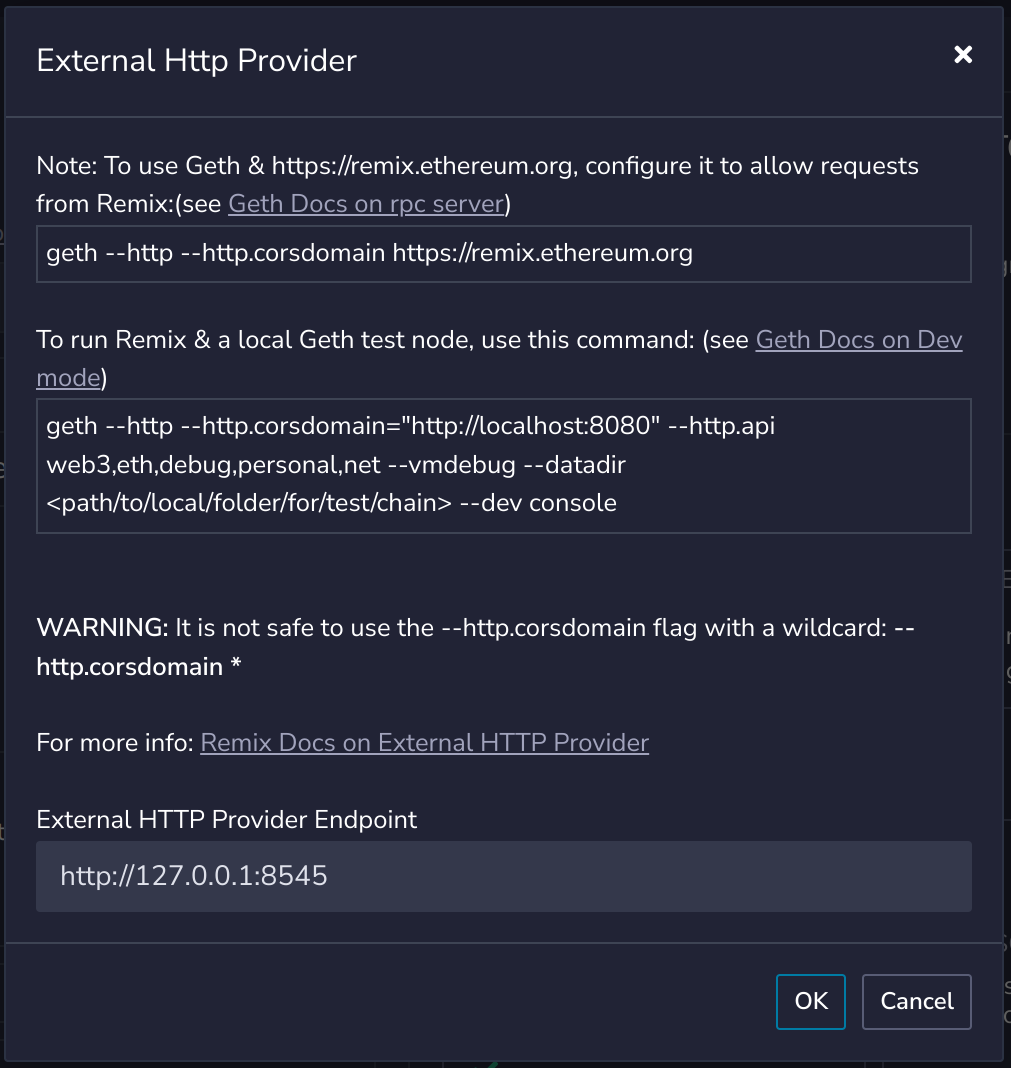 External Http Provider
Note: To use Geth & https://remix.ethereum.org, configure it to allow requests
from Remix:(see Geth Docs on rpc server)
geth --http --http.corsdomain https://remix.ethereum.org
To run Remix & a local Geth test node, use this command: (see Geth Docs on Dev
mode)
geth --http --http.corsdomain="http://localhost:8080" --http.api
web3,eth,debug,personal,net --vmdebug --datadir
<path/to/local/folder/for/test/chain> --dev console
WARNING: It is not safe to use the --http.corsdomain flag with a wildcard: --
http.corsdomain *
For more info: Remix Docs on External HTTP Provider
External HTTP Provider Endpoint
http://127.0.0.1:8545
OK Cancel